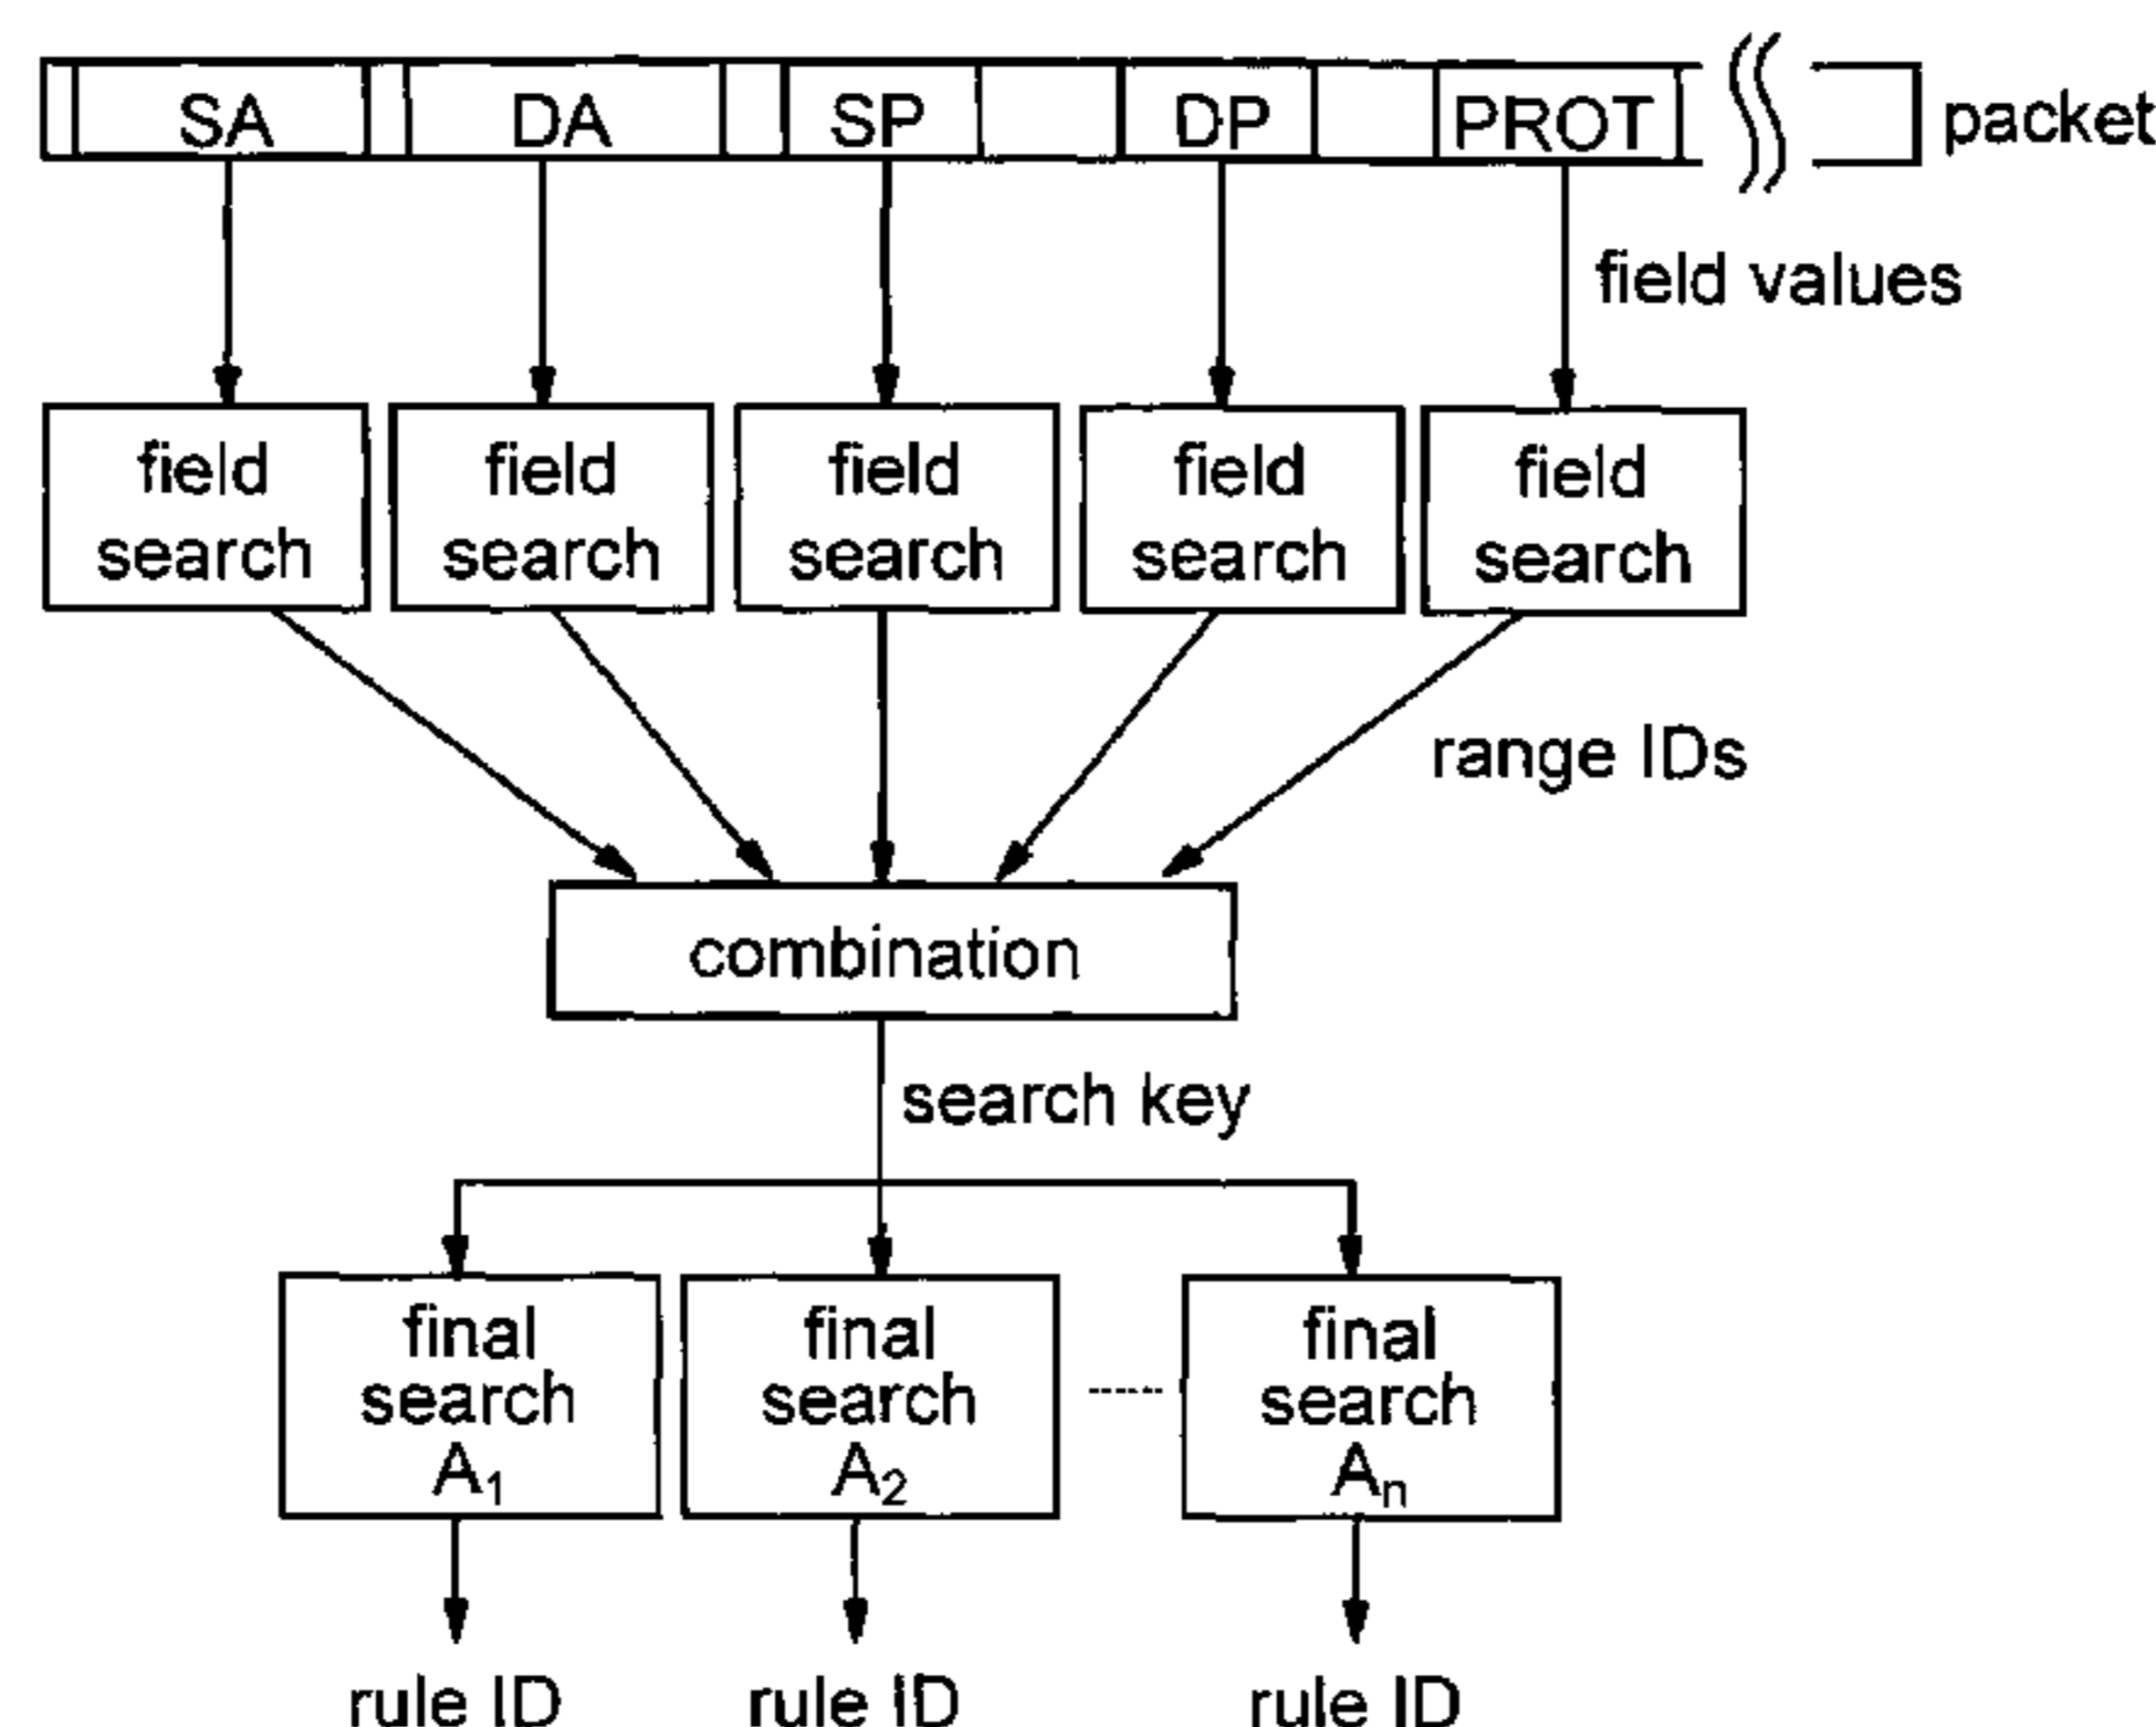 SA DA SP DP PROT packet
field values
field search
field search
field search
field search
field search
range IDs
combination
search key
final search A1
final search A2
final search An
rule ID rule ID rule ID